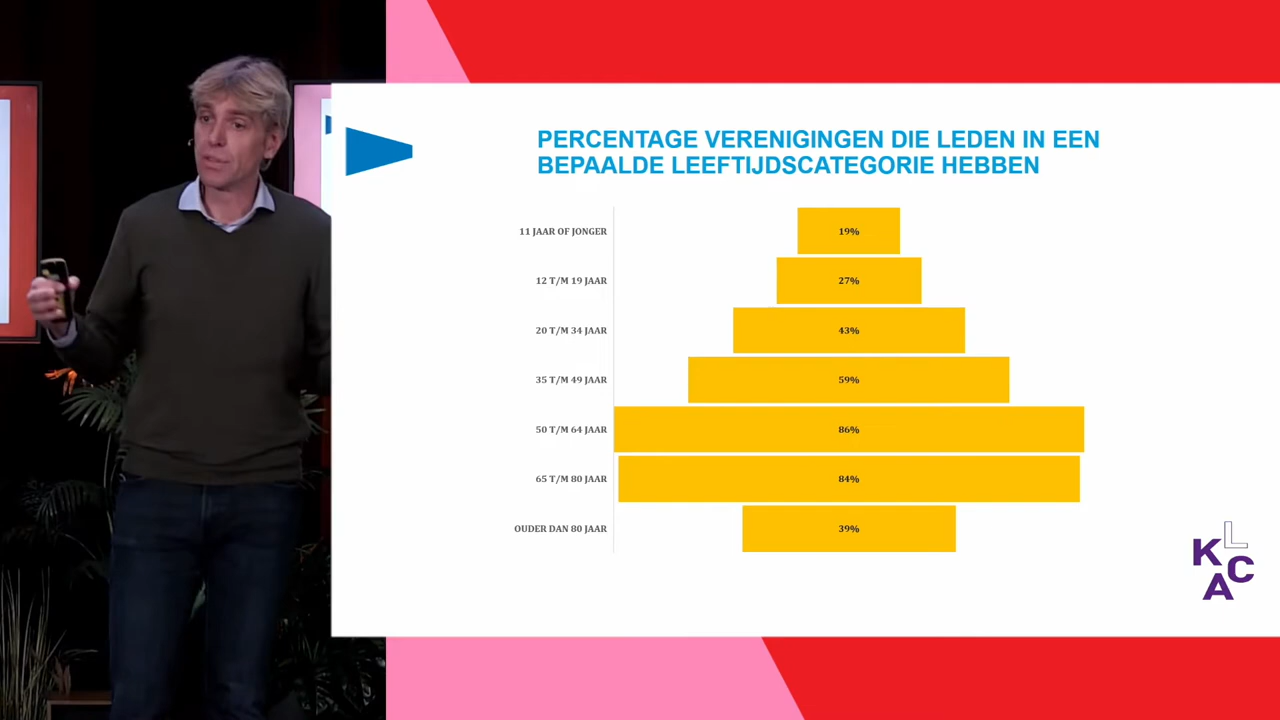 PERCENTAGE VERENIGINGEN DIE LEDEN IN EEN
BEPAALDE LEEFTIJDSCATEGORIE HEBBEN
11 JAAR OF JONGER 19%
12 T/M 19 JAAR 27%
20 T/M 34 JAAR 43%
35 T/M 49 JAAR 59%
50 T/M 64 JAAR 86%
65 T/M 80 JAAR 84%
OUDER DAN 80 JAAR 39%
LKCA